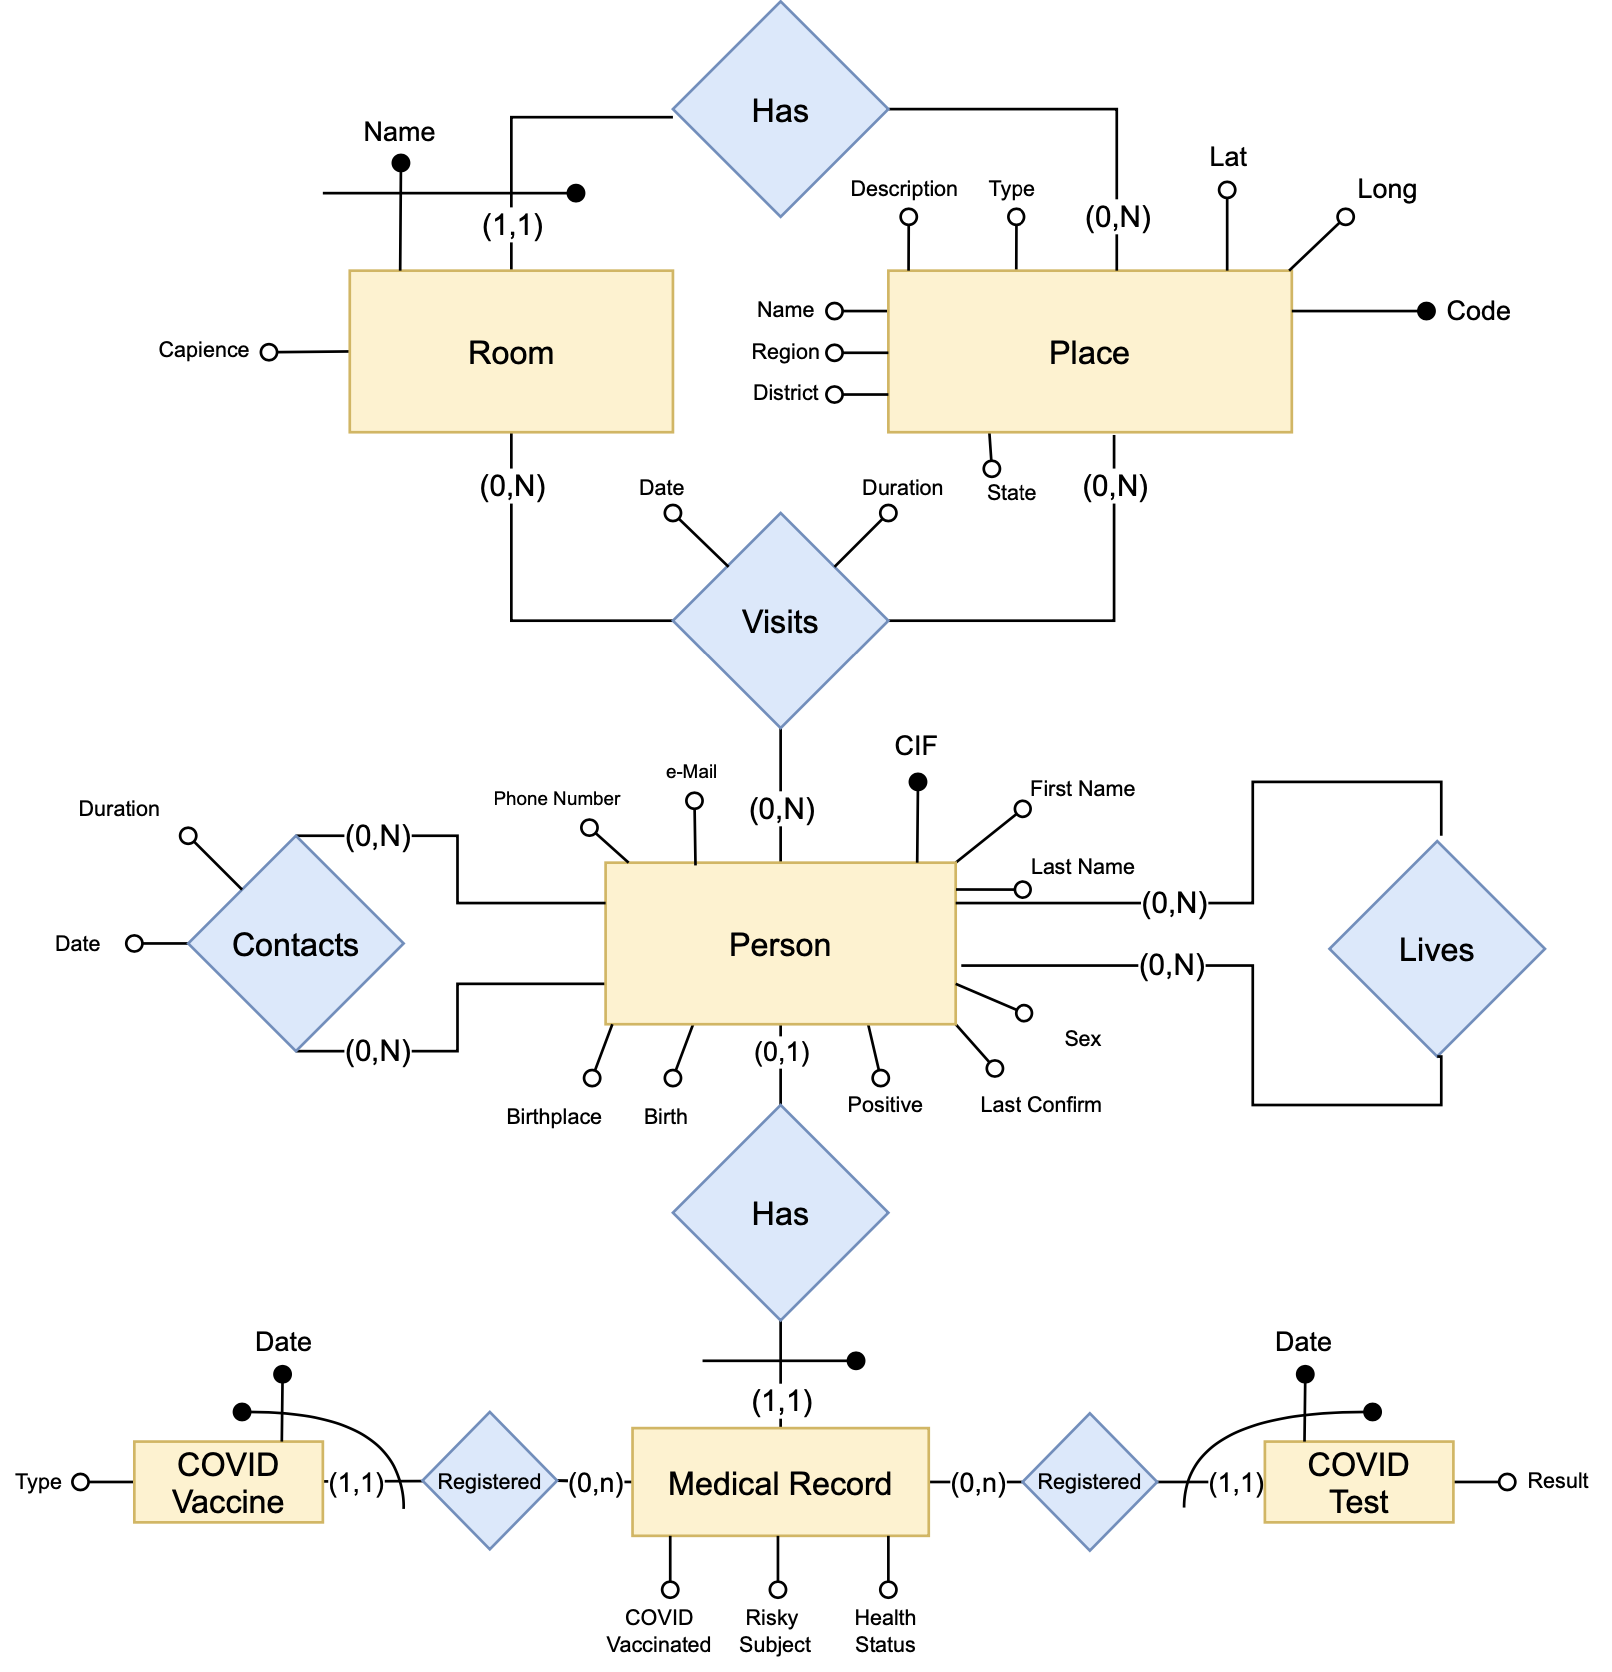 Has
Name
Lat
Long
Description
Type
(1,1)
(0,N)
Name
Code
Capience
Room
Region
Place
District
(0,N)
Date
Duration
State
(0,N)
Visits
CIF
e-Mail
Phone Number
First Name
Duration
(0,N)
(0,N)
Last Name
(0,N)
Date
Contacts
Person
Lives
(0,N)
(0,N)
(0,1)
Sex
Birthplace
Birth
Positive
Last Confirm
Has
Date
Date
(1,1)
Type
COVID
Vaccine
(1,1)
Registered
(0,n)
Medical Record
(0,n)
Registered
(1,1)
COVID
Test
Result
COVID
Vaccinated
Risky
Subject
Health
Status